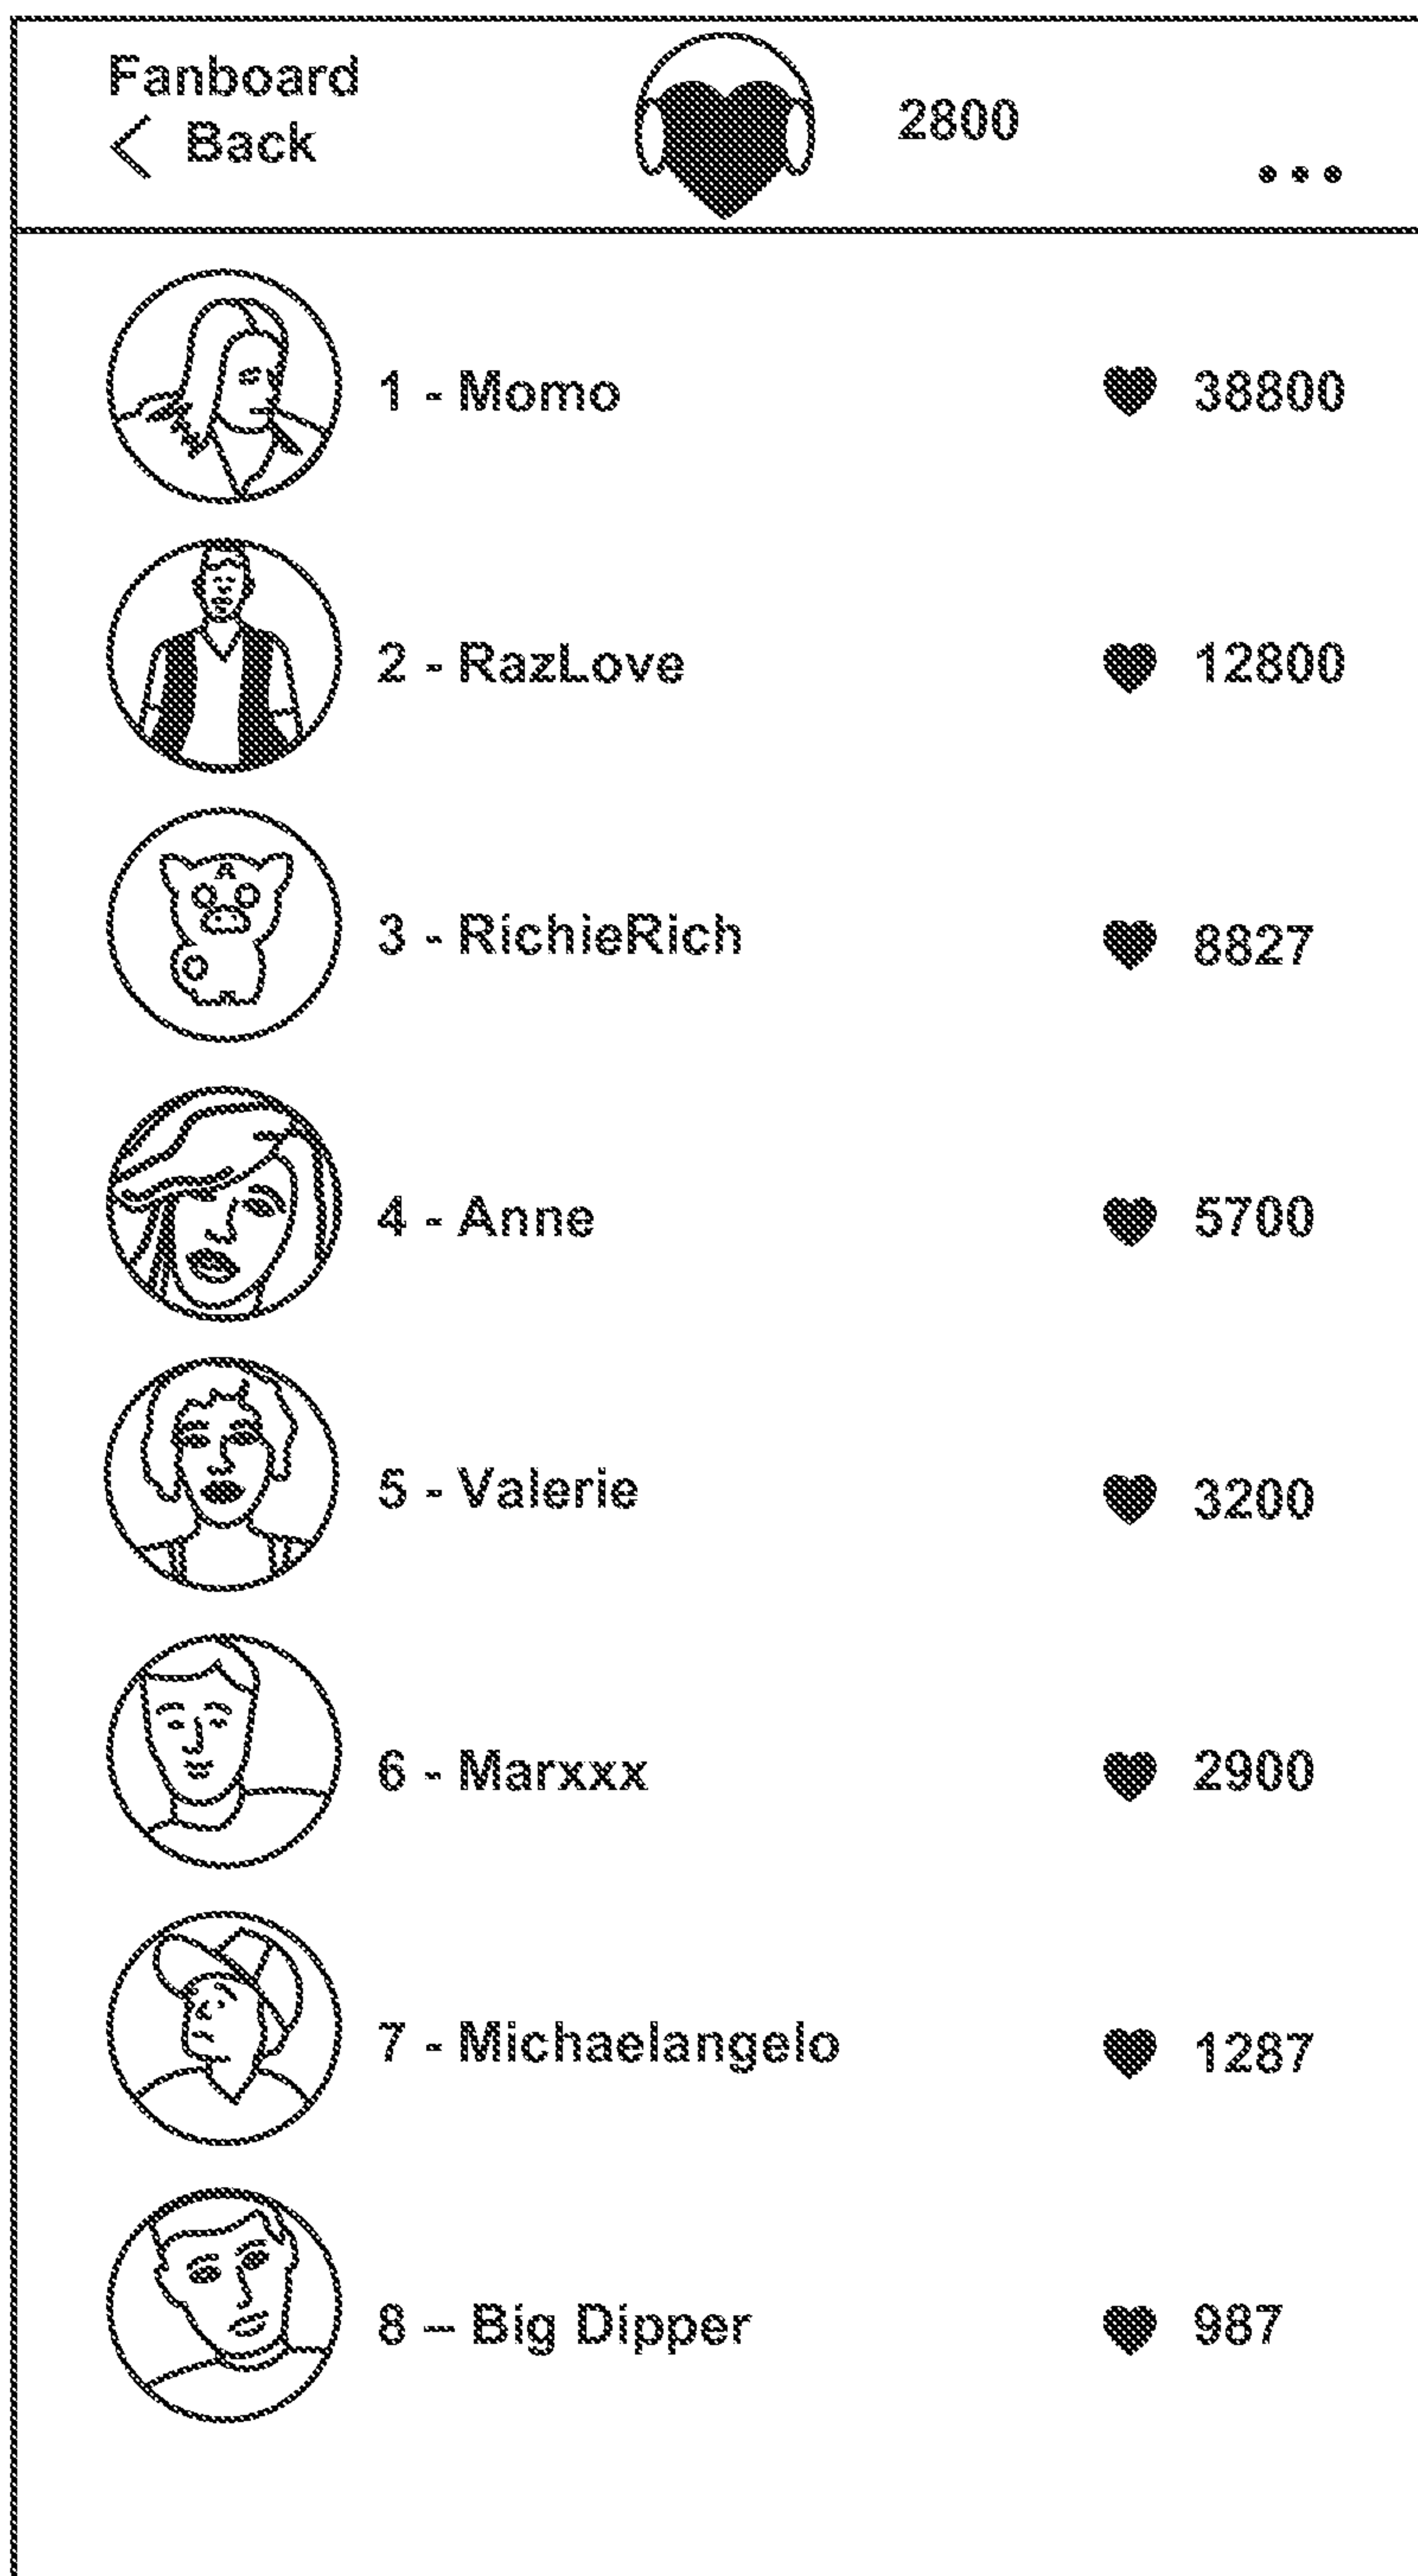 Fanboard
< Back
2800
...
1 - Momo 38800
2 - RazLove 12800
3 - RichieRich 8827
4 - Anne 5700
5 - Valerie 3200
6 - Marxxx 2900
7 - Michaelangelo 1287
8 – Big Dipper 987